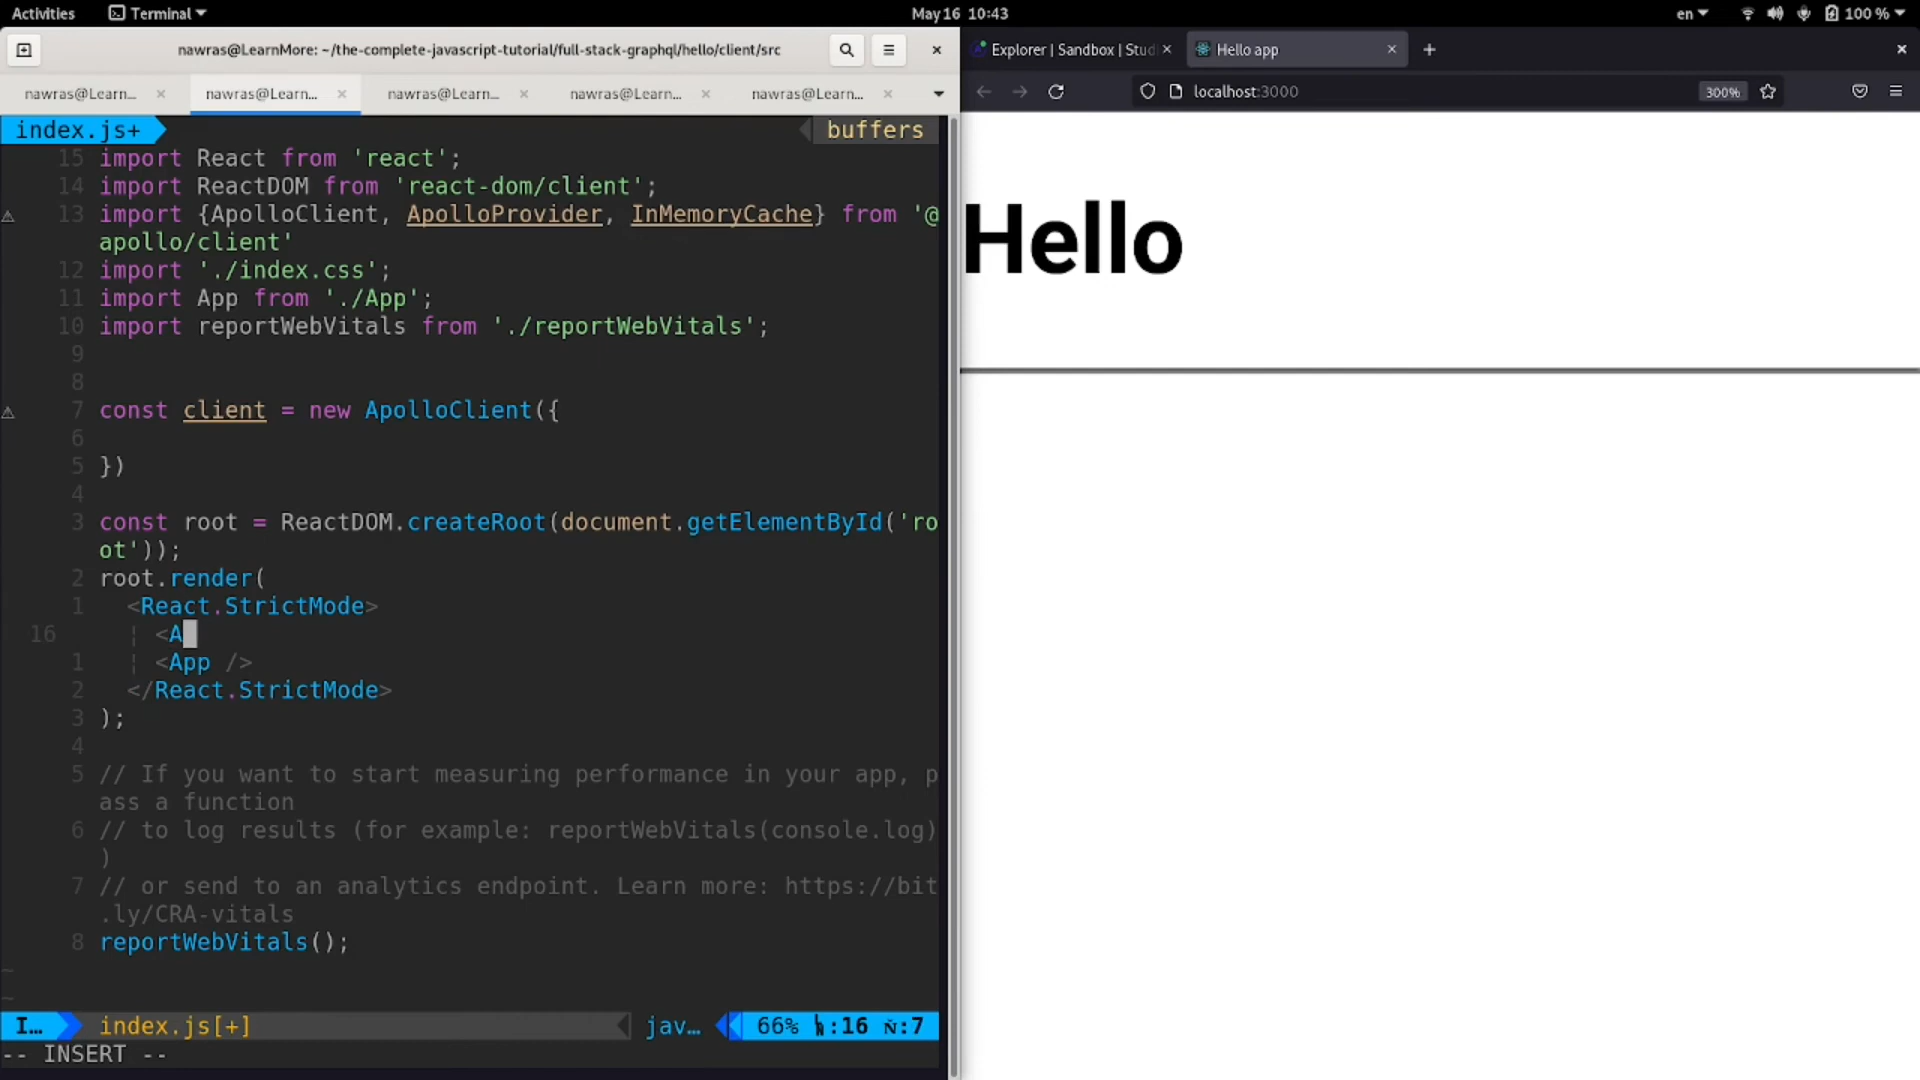 Activities Terminal May 16 10:43 en 100 %
nawras@LearnMore: ~/the-complete-javascript-tutorial/full-stack-graphql/hello/client/src
nawras@Learn... nawras@Learn... nawras@Learn... nawras@Learn... nawras@Learn...
index.js+ buffers
15 import React from 'react';
14 import ReactDOM from 'react-dom/client';
13 import {ApolloClient, ApolloProvider, InMemoryCache} from '@
apollo/client'
12 import './index.css';
11 import App from './App';
10 import reportWebVitals from './reportWebVitals';
9
8
7 const client = new ApolloClient({
6
5 })
4
3 const root = ReactDOM.createRoot(document.getElementById('ro
ot'));
2 root.render(
1 <React.StrictMode>
16 <A
1 <App />
2 </React.StrictMode>
3 );
4
5 // If you want to start measuring performance in your app, p
ass a function
6 // to log results (for example: reportWebVitals(console.log)
)
7 // or send to an analytics endpoint. Learn more: https://bit
.ly/CRA-vitals
8 reportWebVitals();
~
~
I... index.js[+] jav... 66% :16 :7
-- INSERT --
Explorer | Sandbox | Stud Hello app
localhost:3000 300%
Hello